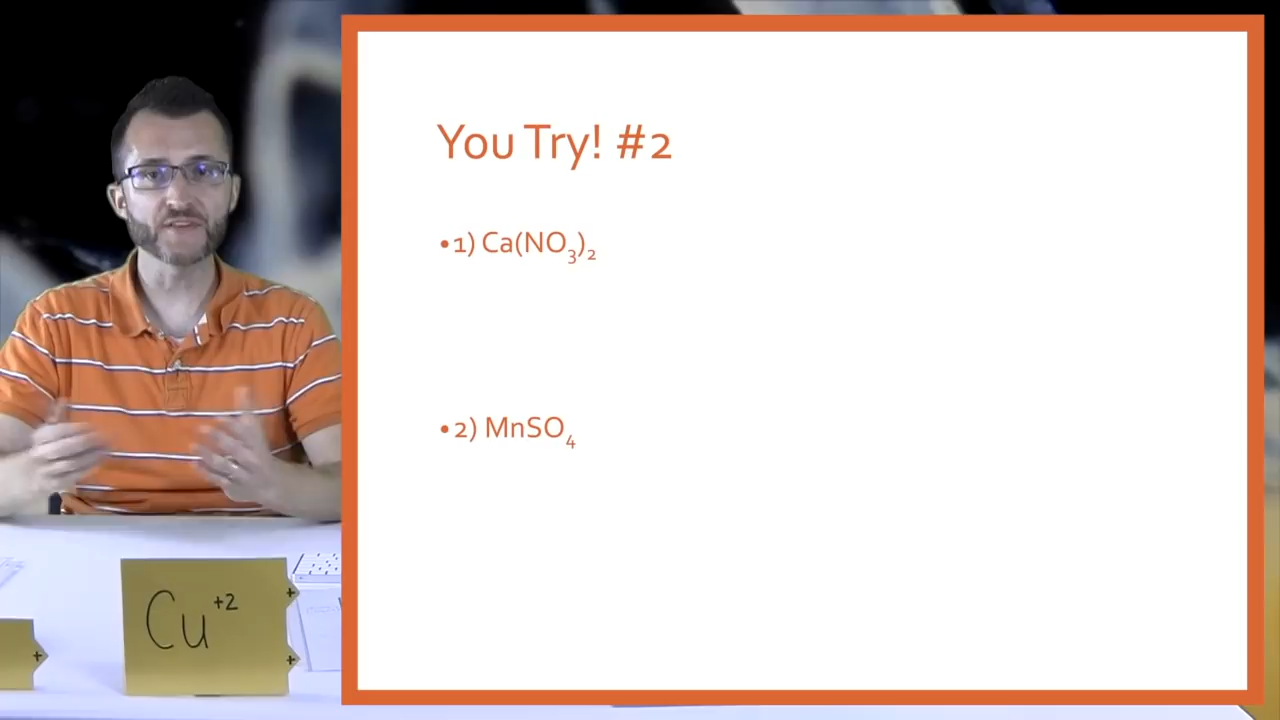 You Try! #2
•1) Ca(NO₃)₂
•2) MnSO₄
Cu⁺²
+
+
+